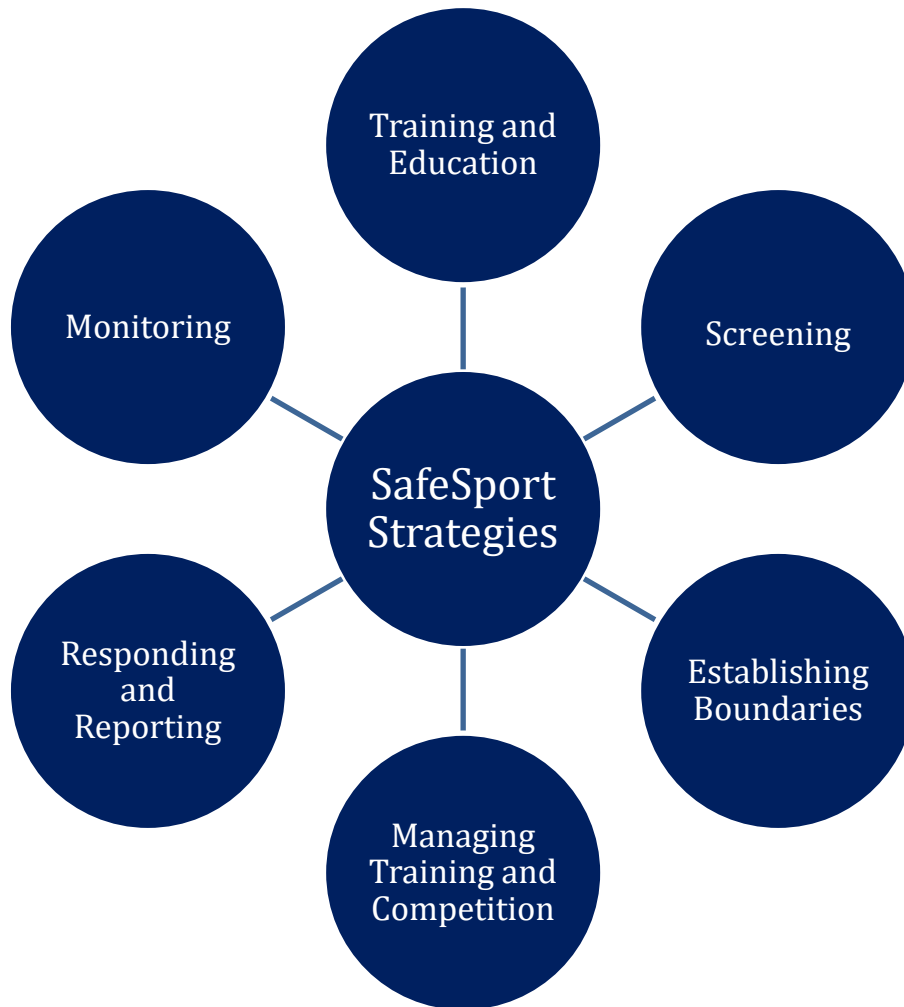 Training and
Education
Monitoring
Screening
SafeSport
Strategies
Responding
and
Reporting
Establishing
Boundaries
Managing
Training and
Competition